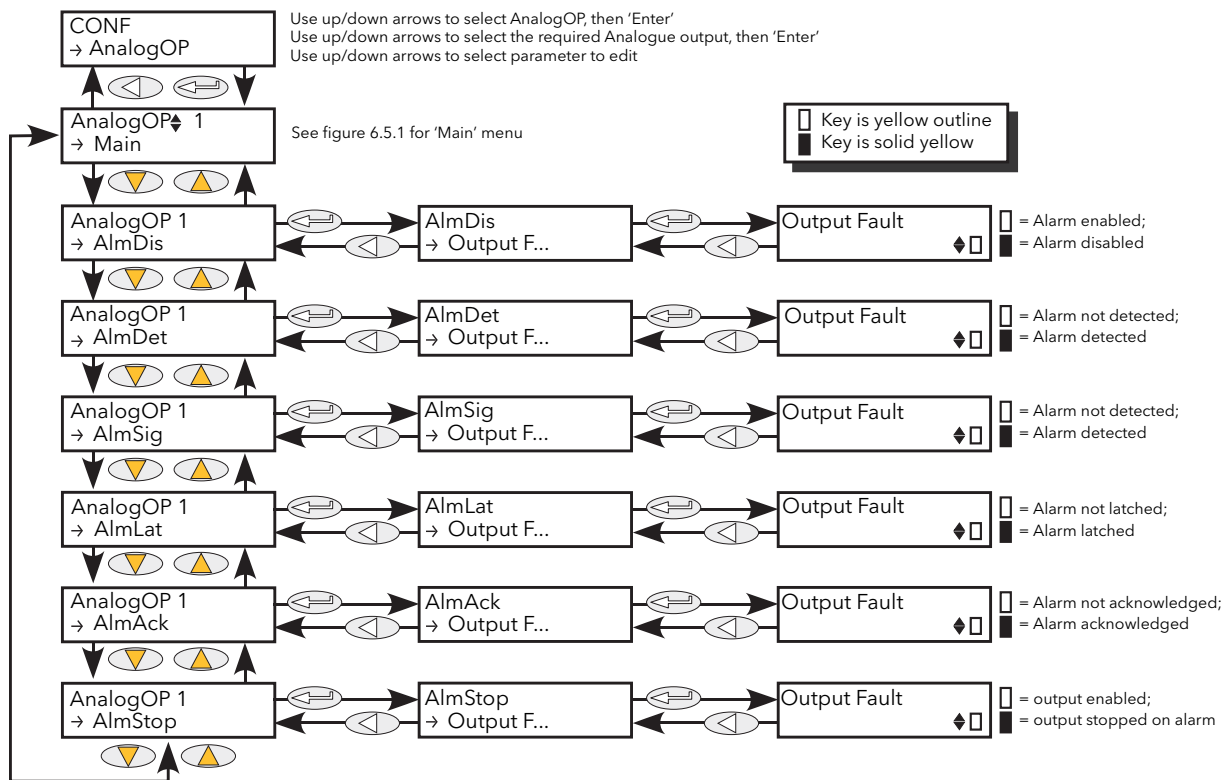 CONF
→ AnalogOP
Use up/down arrows to select AnalogOP, then ‘Enter’
Use up/down arrows to select the required Analogue output, then ‘Enter’
Use up/down arrows to select parameter to edit
AnalogOP 1
→ Main
See figure 6.5.1 for ‘Main’ menu
Key is yellow outline
Key is solid yellow
AnalogOP 1
→ AlmDis
AlmDis
→ Output F...
Output Fault
= Alarm enabled;
= Alarm disabled
AnalogOP 1
→ AlmDet
AlmDet
→ Output F...
Output Fault
= Alarm not detected;
= Alarm detected
AnalogOP 1
→ AlmSig
AlmSig
→ Output F...
Output Fault
= Alarm not detected;
= Alarm detected
AnalogOP 1
→ AlmLat
AlmLat
→ Output F...
Output Fault
= Alarm not latched;
= Alarm latched
AnalogOP 1
→ AlmAck
AlmAck
→ Output F...
Output Fault
= Alarm not acknowledged;
= Alarm acknowledged
AnalogOP 1
→ AlmStop
AlmStop
→ Output F...
Output Fault
= output enabled;
= output stopped on alarm